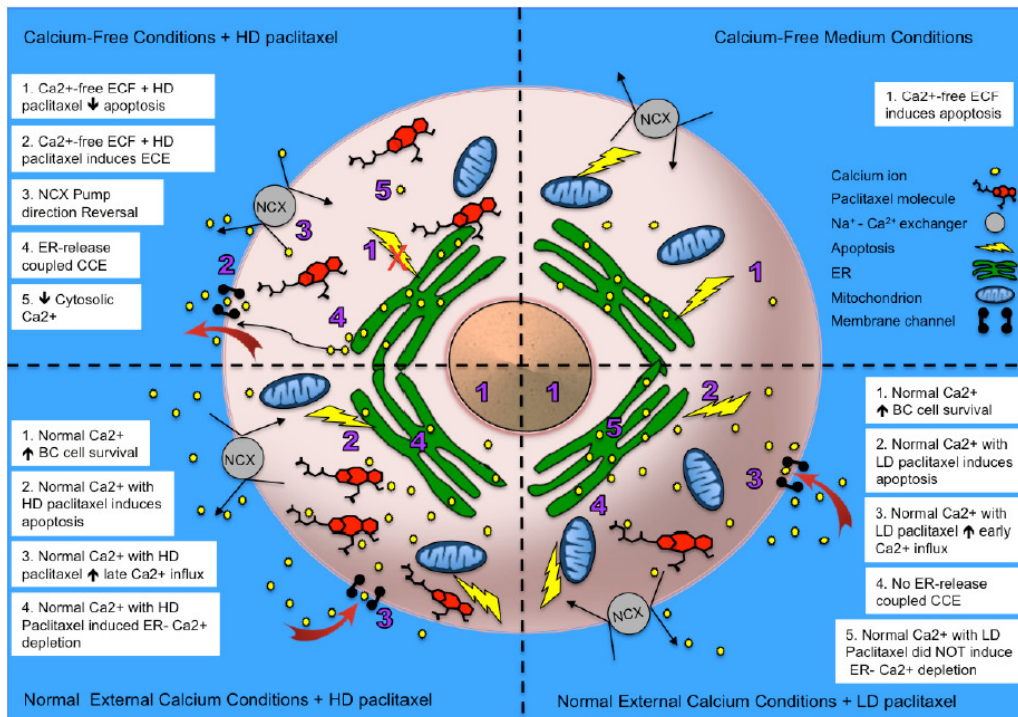 Calcium-Free Conditions + HD paclitaxel
1. Ca2+-free ECF + HD
paclitaxel ↓ apoptosis
2. Ca2+-free ECF + HD
paclitaxel induces ECE
3. NCX Pump
direction Reversal
4. ER-release
coupled CCE
5. ↓ Cytosolic
Ca2+
NCX
1
2
3
4
5
X
Calcium-Free Medium Conditions
1. Ca2+-free ECF
induces apoptosis
Calcium ion
Paclitaxel molecule
Na⁺ - Ca²⁺ exchanger
Apoptosis
ER
Mitochondrion
Membrane channel
NCX
1
1. Normal Ca2+
↑ BC cell survival
2. Normal Ca2+ with
HD paclitaxel induces
apoptosis
3. Normal Ca2+ with HD
paclitaxel ↑ late Ca2+ influx
4. Normal Ca2+ with HD
Paclitaxel induced ER- Ca2+
depletion
NCX
1
2
3
4
Normal External Calcium Conditions + HD paclitaxel
1. Normal Ca2+
↑ BC cell survival
2. Normal Ca2+ with
LD paclitaxel induces
apoptosis
3. Normal Ca2+ with
LD paclitaxel ↑ early
Ca2+ influx
4. No ER-release
coupled CCE
5. Normal Ca2+ with LD
Paclitaxel did NOT induce
ER- Ca2+ depletion
NCX
1
2
3
4
5
Normal External Calcium Conditions + LD paclitaxel